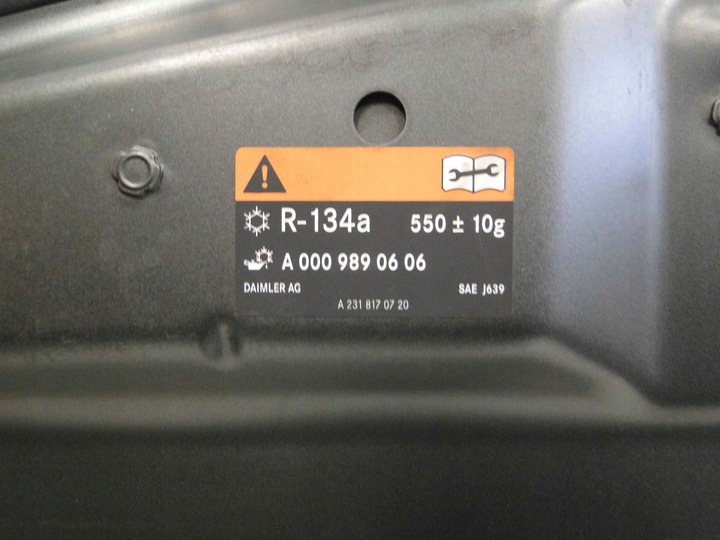 R-134a 550 ± 10g
A 000 989 06 06
DAIMLER AG SAE J639
A 231 817 07 20